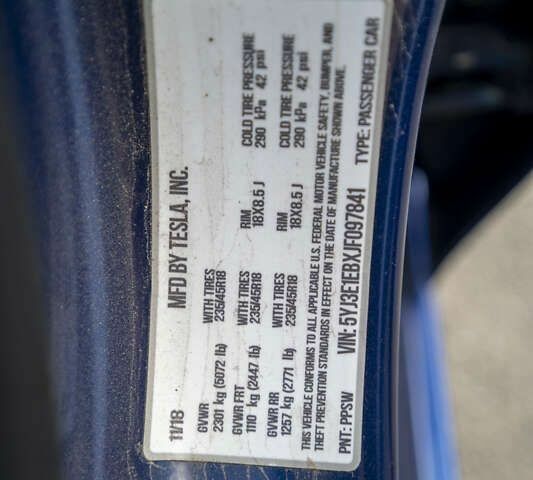 11/18 MFD BY TESLA, INC.
GVWR WITH TIRES RIM COLD TIRE PRESSURE
2301 kg (5072 lb) 235/45R18 18X8.5 J 290 kPa 42 psi
GVWR FRT WITH TIRES RIM COLD TIRE PRESSURE
1110 kg (2447 lb) 235/45R18 18X8.5 J 290 kPa 42 psi
GVWR RR WITH TIRES
1257 kg (2771 lb) 235/45R18
THIS VEHICLE CONFORMS TO ALL APPLICABLE U.S. FEDERAL MOTOR VEHICLE SAFETY, BUMPER, AND
THEFT PREVENTION STANDARDS IN EFFECT ON THE DATE OF MANUFACTURE SHOWN ABOVE.
PNT: PPSW VIN: 5YJ3E1EBXJF097841 TYPE: PASSENGER CAR